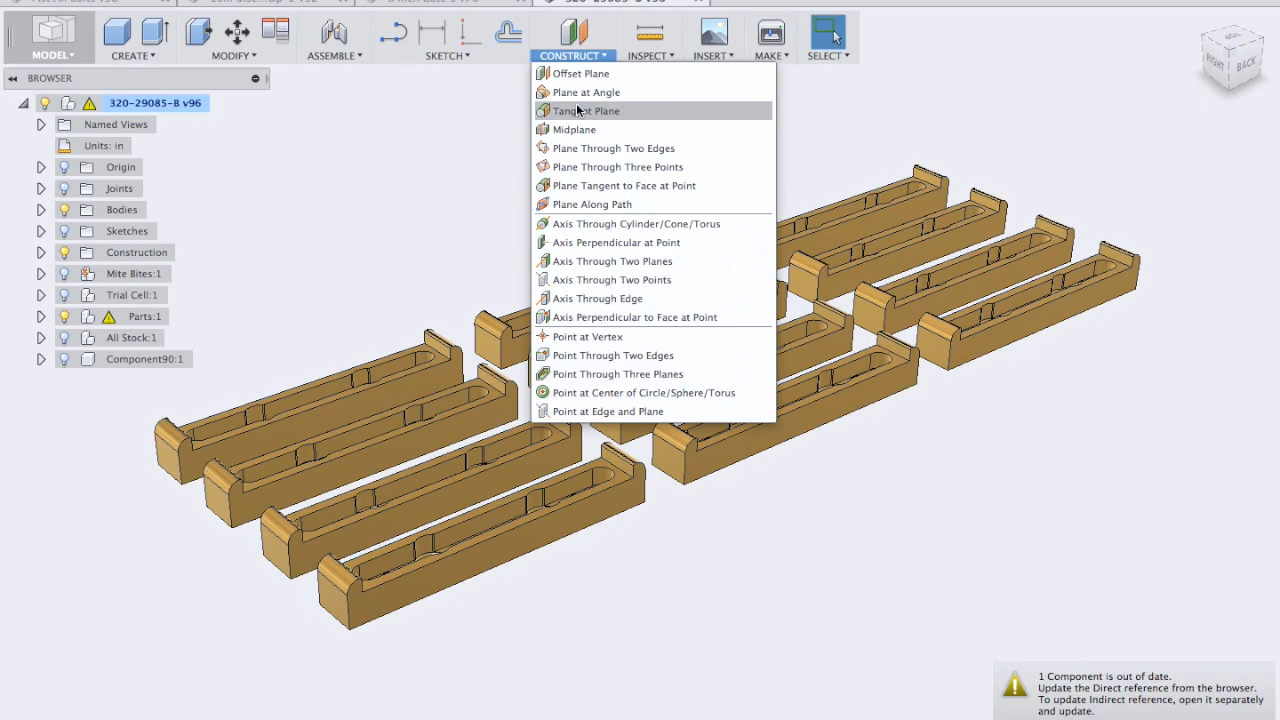 MODEL
CREATE
MODIFY
ASSEMBLE
SKETCH
CONSTRUCT
INSPECT
INSERT
MAKE
SELECT
RIGHT
BACK
BROWSER
320-29085-B v96
Named Views
Units: in
Origin
Joints
Bodies
Sketches
Construction
Mite Bites:1
Trial Cell:1
Parts:1
All Stock:1
Component90:1
Offset Plane
Plane at Angle
Tangent Plane
Midplane
Plane Through Two Edges
Plane Through Three Points
Plane Tangent to Face at Point
Plane Along Path
Axis Through Cylinder/Cone/Torus
Axis Perpendicular at Point
Axis Through Two Planes
Axis Through Two Points
Axis Through Edge
Axis Perpendicular to Face at Point
Point at Vertex
Point Through Two Edges
Point Through Three Planes
Point at Center of Circle/Sphere/Torus
Point at Edge and Plane
1 Component is out of date.
Update the Direct reference from the browser.
To update Indirect reference, open it separately
and update.